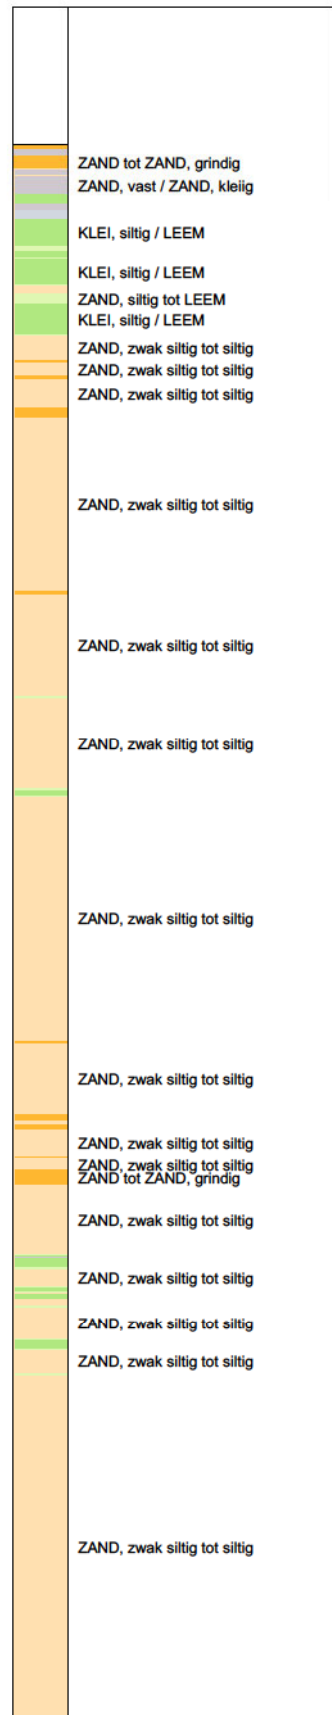 ZAND tot ZAND, grindig
ZAND, vast / ZAND, kleiig
KLEI, siltig / LEEM
KLEI, siltig / LEEM
ZAND, siltig tot LEEM
KLEI, siltig / LEEM
ZAND, zwak siltig tot siltig
ZAND, zwak siltig tot siltig
ZAND, zwak siltig tot siltig
ZAND, zwak siltig tot siltig
ZAND, zwak siltig tot siltig
ZAND, zwak siltig tot siltig
ZAND, zwak siltig tot siltig
ZAND, zwak siltig tot siltig
ZAND, zwak siltig tot siltig
ZAND, zwak siltig tot siltig
ZAND tot ZAND, grindig
ZAND, zwak siltig tot siltig
ZAND, zwak siltig tot siltig
ZAND, zwak siltig tot siltig
ZAND, zwak siltig tot siltig
ZAND, zwak siltig tot siltig